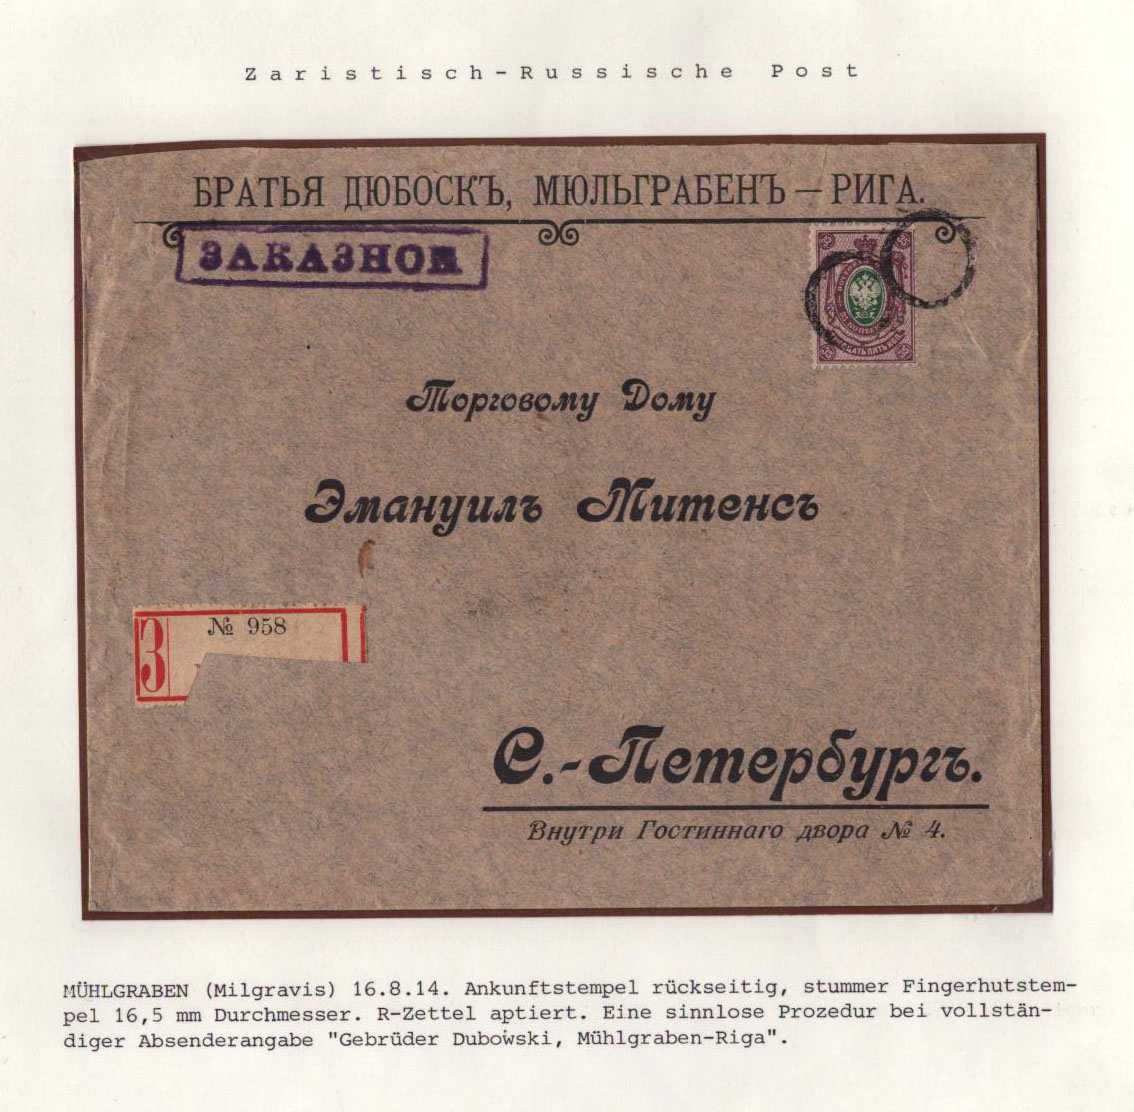 Zaristisch-Russische Post
БРАТЬЯ ДЮБОСКЪ, МЮЛЬГРАБЕНЪ — РИГА.
ЗАКАЗНОЕ
Торговому Дому
Эмануилъ Митенсъ
З
№ 958
С.-Петербургъ.
Внутри Гостиннаго двора № 4.
MÜHLGRABEN (Milgravis) 16.8.14. Ankunftstempel rückseitig, stummer Fingerhutstem-
pel 16,5 mm Durchmesser. R-Zettel aptiert. Eine sinnlose Prozedur bei vollstän-
diger Absenderangabe "Gebrüder Dubowski, Mühlgraben-Riga".